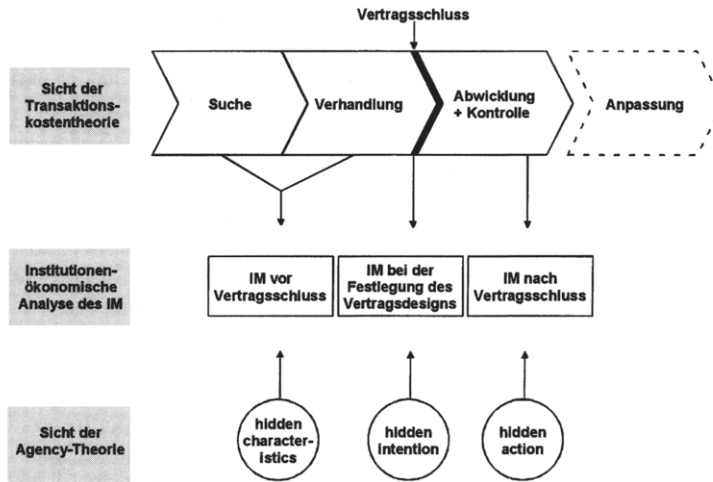 Vertragsschluss
Sicht der
Transaktions-
kostentheorie
Suche
Verhandlung
Abwicklung
+ Kontrolle
Anpassung
Institutionen-
ökonomische
Analyse des IM
IM vor
Vertragsschluss
IM bei der
Festlegung des
Vertragsdesigns
IM nach
Vertragsschluss
Sicht der
Agency-Theorie
hidden
character-
istics
hidden
intention
hidden
action